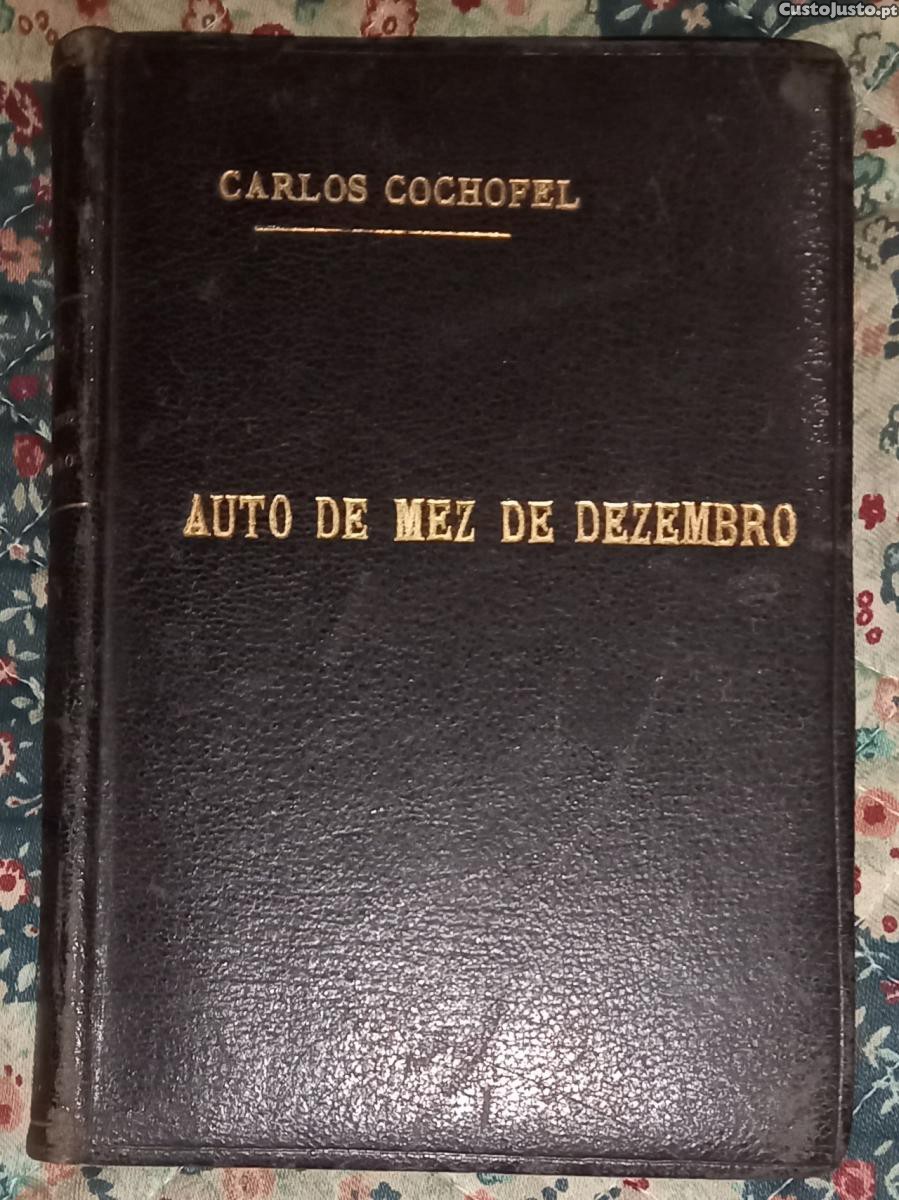 CustoJusto.pt
CARLOS COCHOFEL
AUTO DE MEZ DE DEZEMBRO